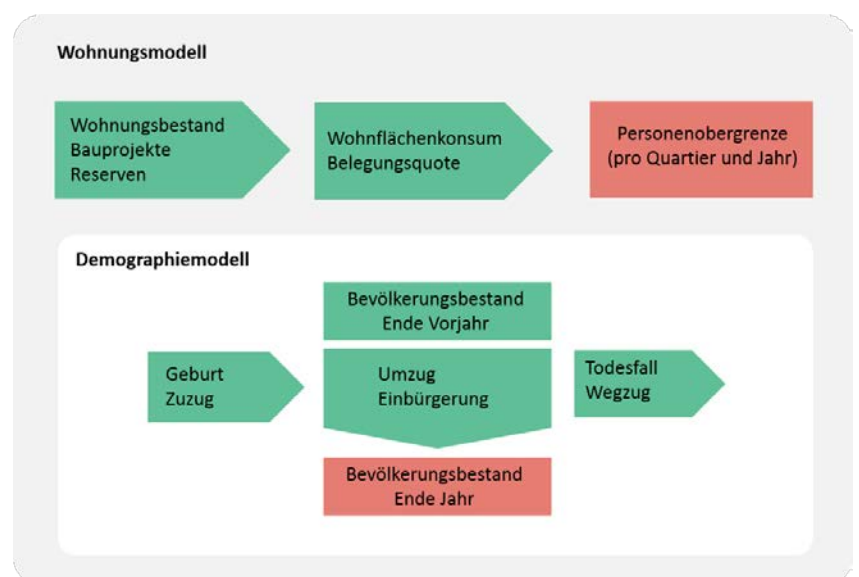 Wohnungsmodell
Wohnungsbestand
Bauprojekte
Reserven
Wohnflächenkonsum
Belegungsquote
Personenobergrenze
(pro Quartier und Jahr)
Demographiemodell
Bevölkerungsbestand
Ende Vorjahr
Geburt
Zuzug
Umzug
Einbürgerung
Todesfall
Wegzug
Bevölkerungsbestand
Ende Jahr